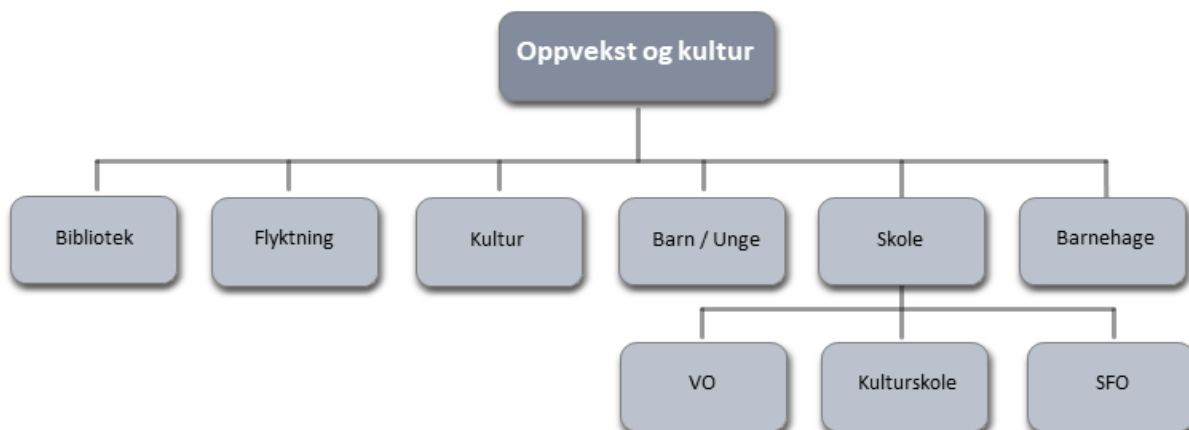 Oppvekst og kultur
Bibliotek
Flyktning
Kultur
Barn / Unge
Skole
Barnehage
VO
Kulturskole
SFO